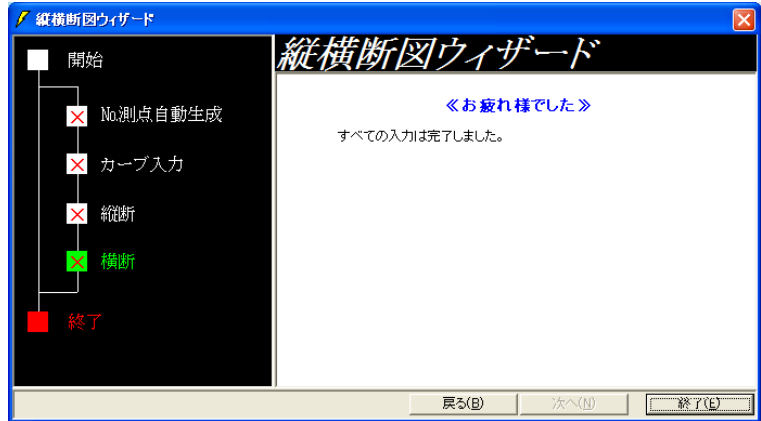 縦横断図ウィザード
縦横断図ウィザード
開始
No.測点自動生成
カーブ入力
縦断
横断
終了
≪お疲れ様でした≫
すべての入力は完了しました。
戻る(B)
次へ(N)
終了(E)